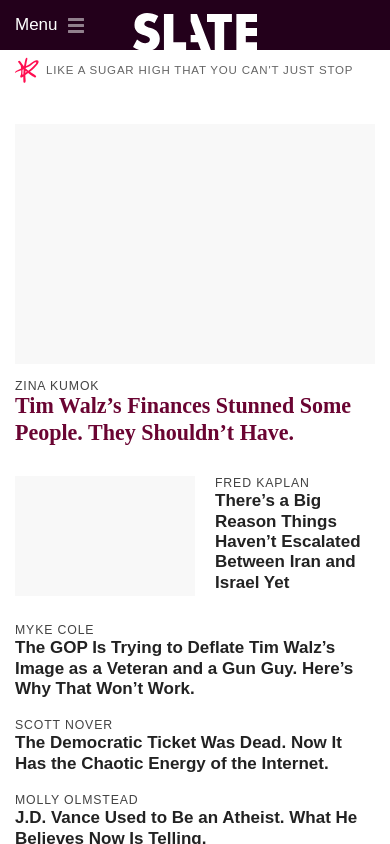 Menu
SLATE
LIKE A SUGAR HIGH THAT YOU CAN'T JUST STOP
ZINA KUMOK
Tim Walz’s Finances Stunned Some
People. They Shouldn’t Have.
FRED KAPLAN
There’s a Big
Reason Things
Haven’t Escalated
Between Iran and
Israel Yet
MYKE COLE
The GOP Is Trying to Deflate Tim Walz’s
Image as a Veteran and a Gun Guy. Here’s
Why That Won’t Work.
SCOTT NOVER
The Democratic Ticket Was Dead. Now It
Has the Chaotic Energy of the Internet.
MOLLY OLMSTEAD
J.D. Vance Used to Be an Atheist. What He
Believes Now Is Telling.